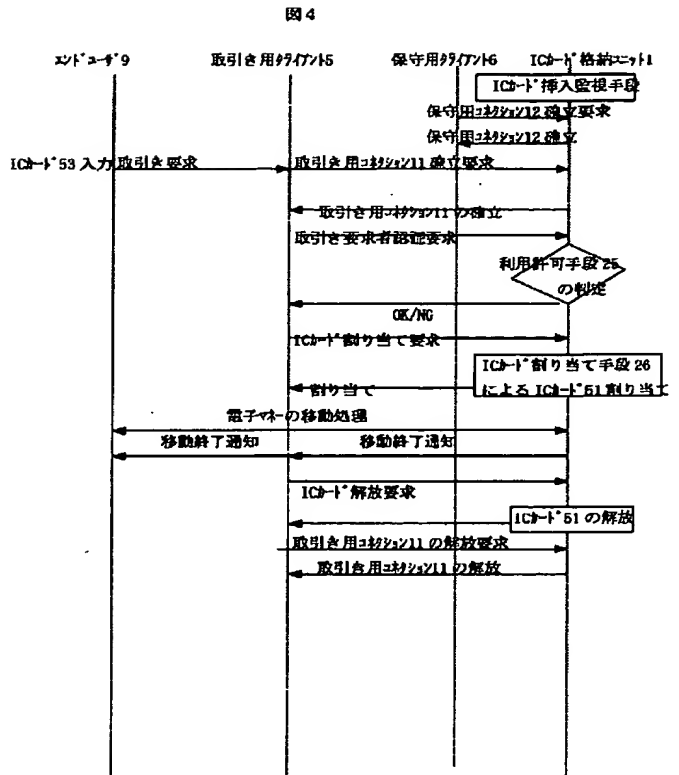 図4
エンドユーザ9
取引き用クライアント5
保守用クライアント6
ICカード格納ユニット1
ICカード挿入監視手段
保守用コネクション12確立要求
保守用コネクション12確立
ICカード53入力
取引き要求
取引き用コネクション11確立要求
取引き用コネクション11の確立
取引き要求者認証要求
利用許可手段25
の判定
OK/NG
ICカード割り当て要求
ICカード割り当て手段26
によるICカード51割り当て
割り当て
電子マネーの移動処理
移動終了通知
移動終了通知
ICカード解放要求
ICカード51の解放
取引き用コネクション11の解放要求
取引き用コネクション11の解放